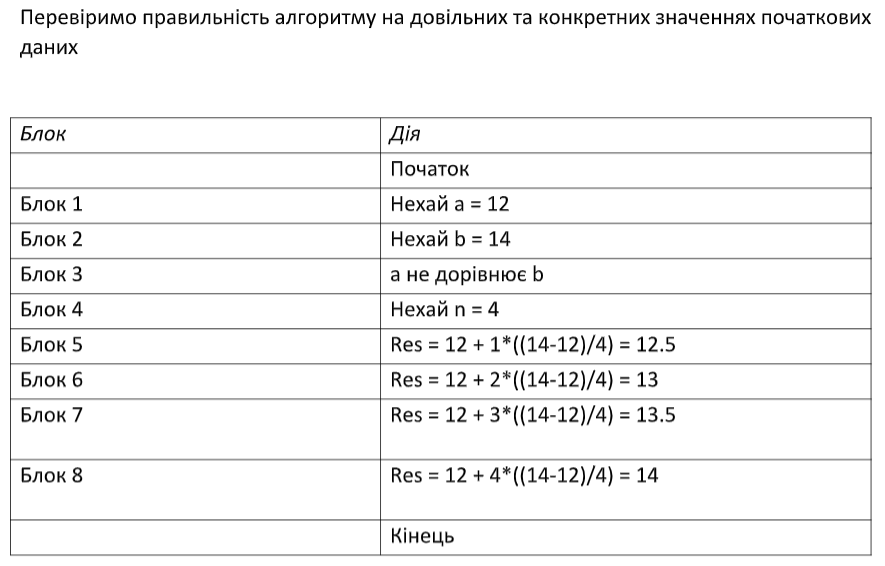 Перевіримо правильність алгоритму на довільних та конкретних значеннях початкових
даних
Блок Дія
Початок
Блок 1 Нехай a = 12
Блок 2 Нехай b = 14
Блок 3 a не дорівнює b
Блок 4 Нехай n = 4
Блок 5 Res = 12 + 1*((14-12)/4) = 12.5
Блок 6 Res = 12 + 2*((14-12)/4) = 13
Блок 7 Res = 12 + 3*((14-12)/4) = 13.5
Блок 8 Res = 12 + 4*((14-12)/4) = 14
Кінець